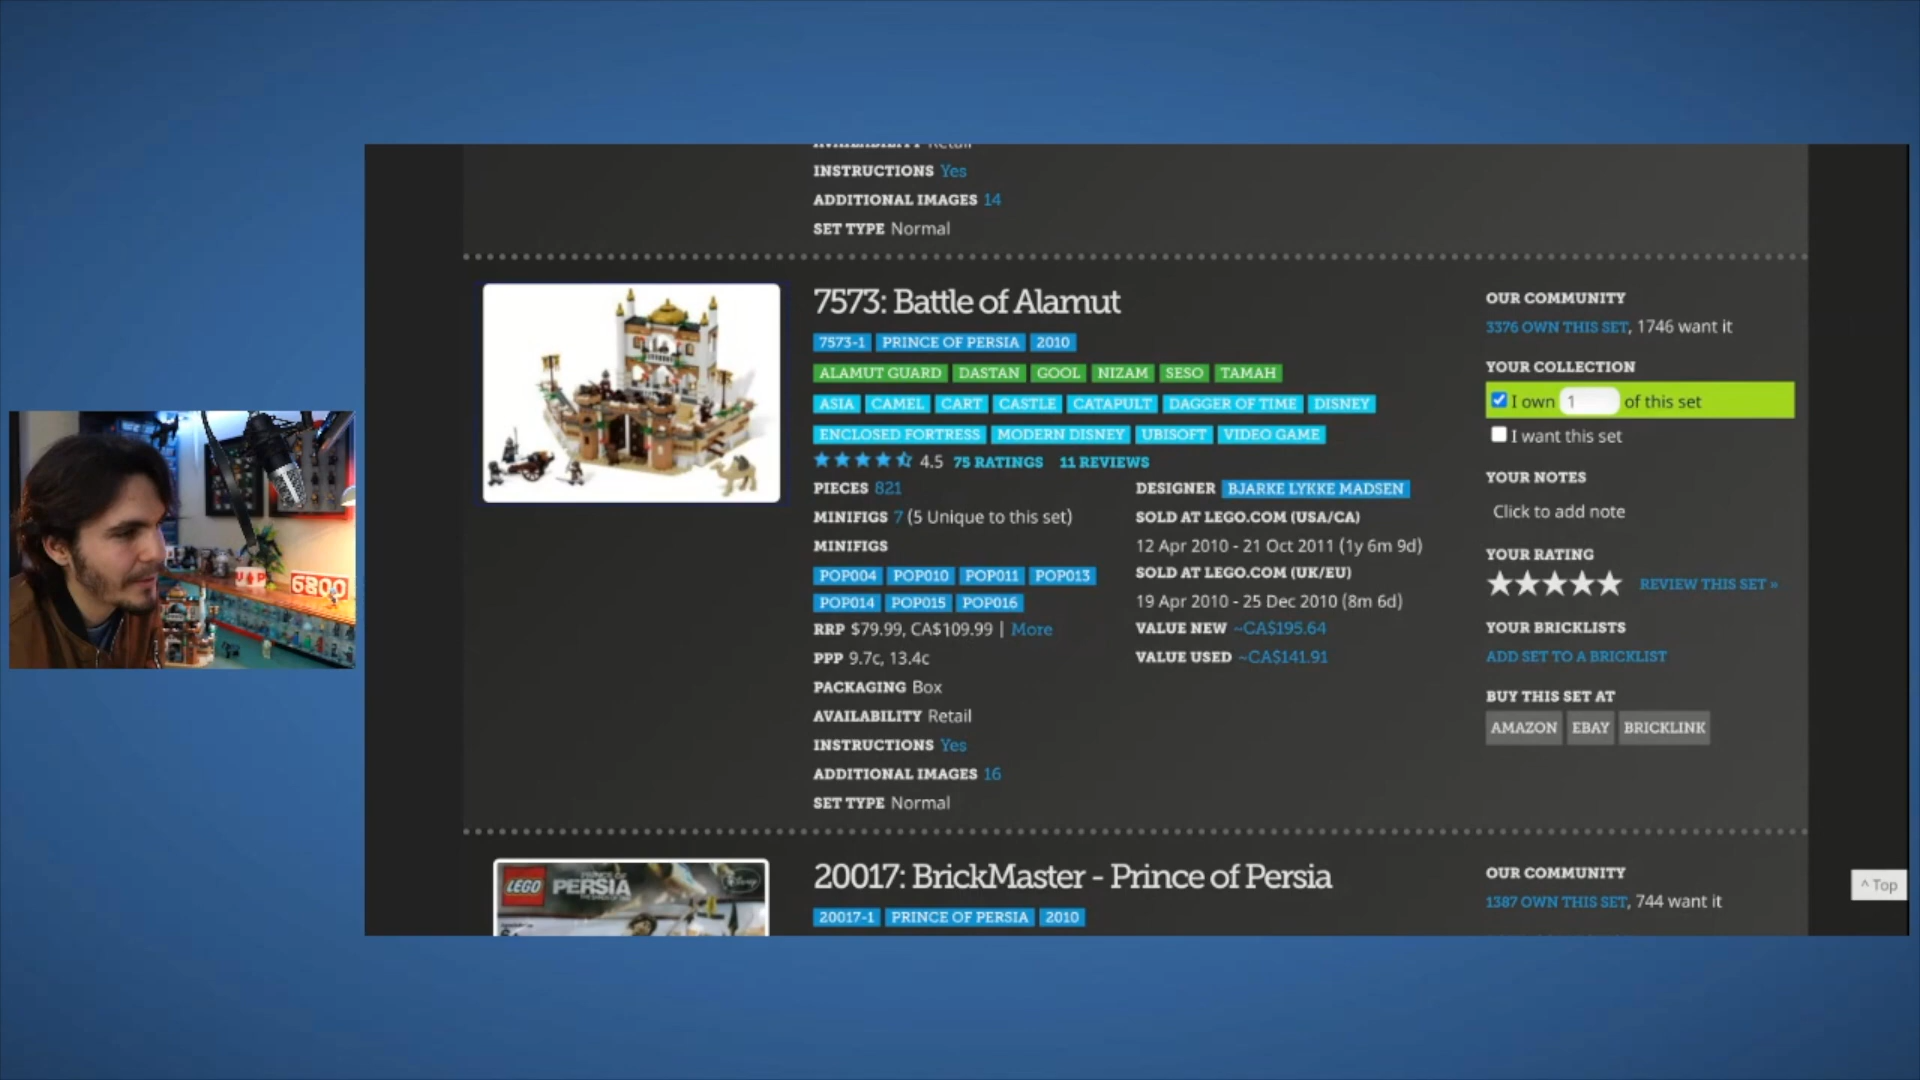 INSTRUCTIONS Yes
ADDITIONAL IMAGES 14
SET TYPE Normal
7573: Battle of Alamut
7573-1 PRINCE OF PERSIA 2010
ALAMUT GUARD DASTAN GOOL NIZAM SESO TAMAH
ASIA CAMEL CART CASTLE CATAPULT DAGGER OF TIME DISNEY
ENCLOSED FORTRESS MODERN DISNEY UBISOFT VIDEO GAME
4.5 75 RATINGS 11 REVIEWS
PIECES 821
MINIFIGS 7 (5 Unique to this set)
MINIFIGS
POP004 POP010 POP011 POP013
POP014 POP015 POP016
RRP $79.99, CA$109.99 | More
PPP 9.7c, 13.4c
PACKAGING Box
AVAILABILITY Retail
INSTRUCTIONS Yes
ADDITIONAL IMAGES 16
SET TYPE Normal
DESIGNER BJARKE LYKKE MADSEN
SOLD AT LEGO.COM (USA/CA)
12 Apr 2010 - 21 Oct 2011 (1y 6m 9d)
SOLD AT LEGO.COM (UK/EU)
19 Apr 2010 - 25 Dec 2010 (8m 6d)
VALUE NEW ~CA$195.64
VALUE USED ~CA$141.91
OUR COMMUNITY
3376 OWN THIS SET, 1746 want it
YOUR COLLECTION
I own 1 of this set
I want this set
YOUR NOTES
Click to add note
YOUR RATING
REVIEW THIS SET »
YOUR BRICKLISTS
ADD SET TO A BRICKLIST
BUY THIS SET AT
AMAZON EBAY BRICKLINK
6800
LEGO PERSIA
20017: BrickMaster - Prince of Persia
20017-1 PRINCE OF PERSIA 2010
OUR COMMUNITY
1387 OWN THIS SET, 744 want it
^ Top